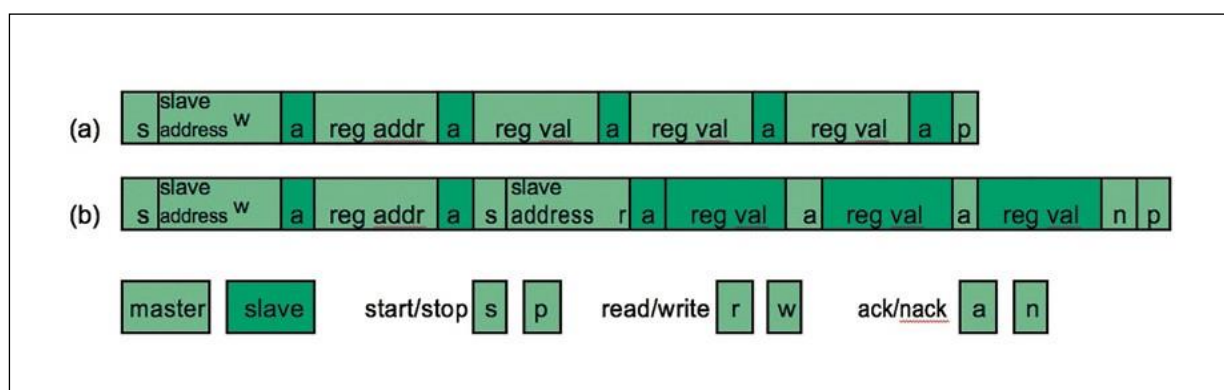 (a) s slave address w a reg addr a reg val a reg val a reg val a p
(b) s slave address w a reg addr a s slave address r a reg val a reg val a reg val n p
master slave start/stop s p read/write r w ack/nack a n